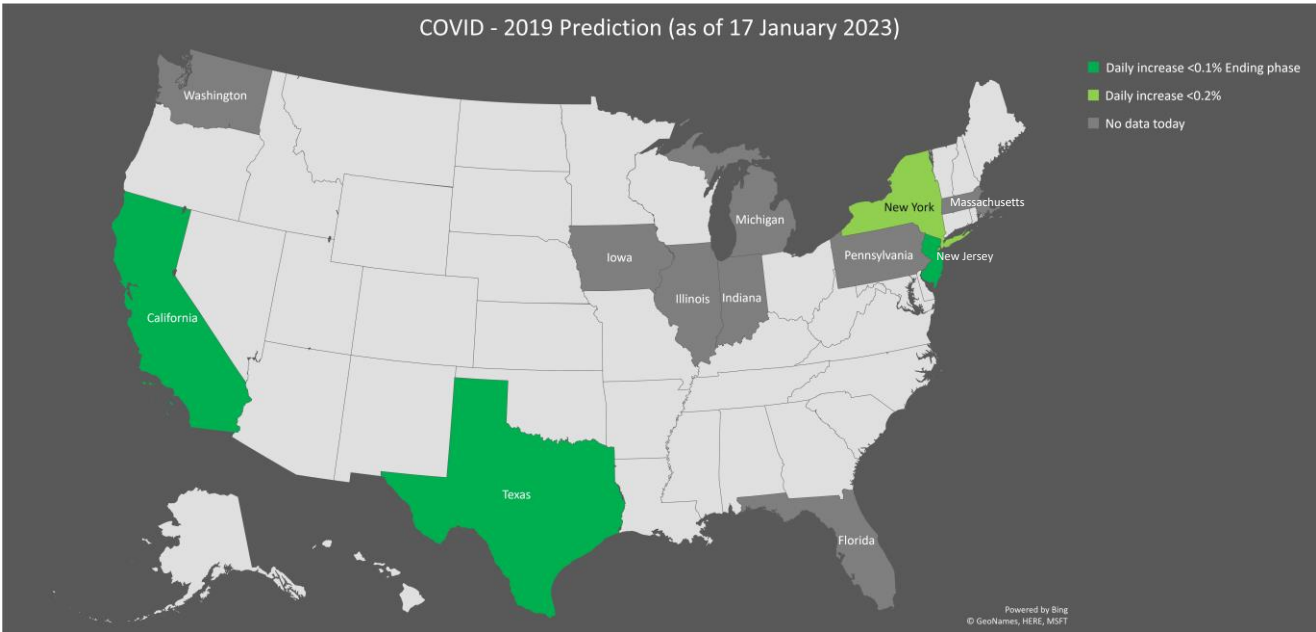 COVID - 2019 Prediction (as of 17 January 2023)
Daily increase <0.1% Ending phase
Daily increase <0.2%
No data today
Washington
New York
Massachusetts
Michigan
Iowa
Pennsylvania
New Jersey
Illinois
Indiana
California
Texas
Florida
Powered by Bing
© GeoNames, HERE, MSFT